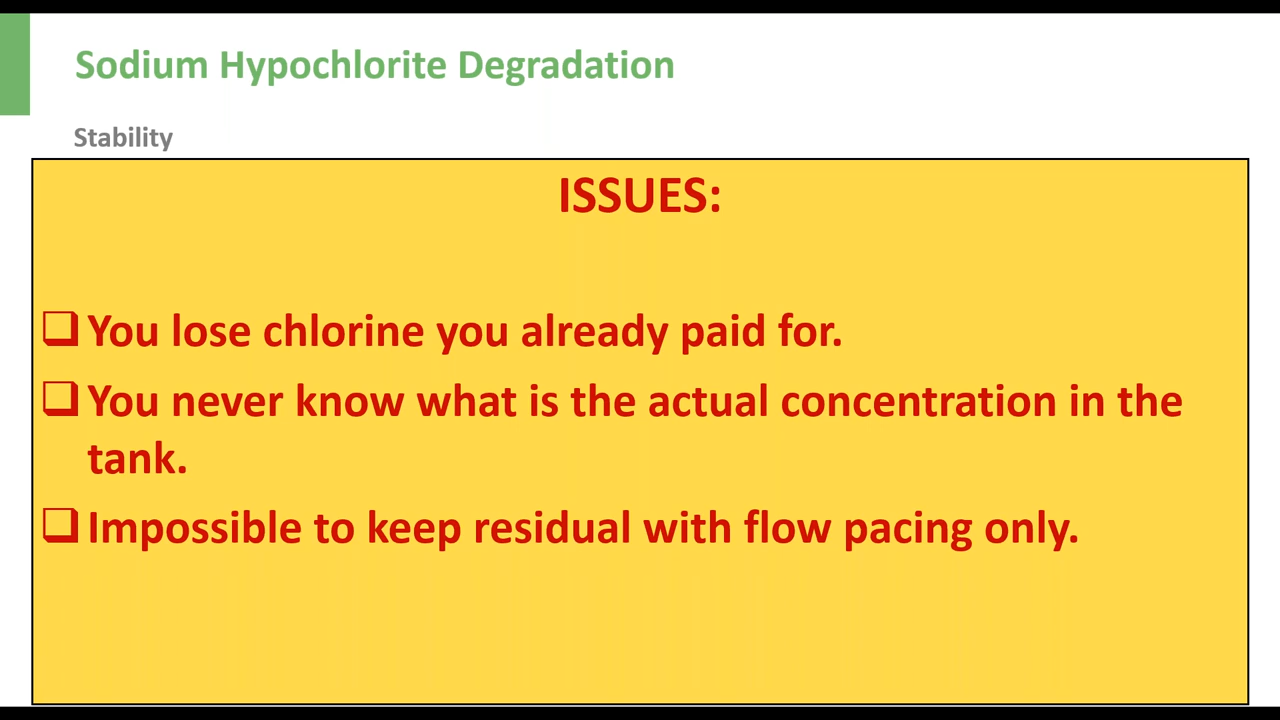 Sodium Hypochlorite Degradation
Stability
ISSUES:
❑ You lose chlorine you already paid for.
❑ You never know what is the actual concentration in the
tank.
❑ Impossible to keep residual with flow pacing only.